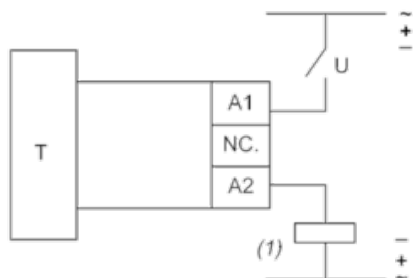 ~
+
−
U
A1
T
NC.
A2
(1)
−
+
~